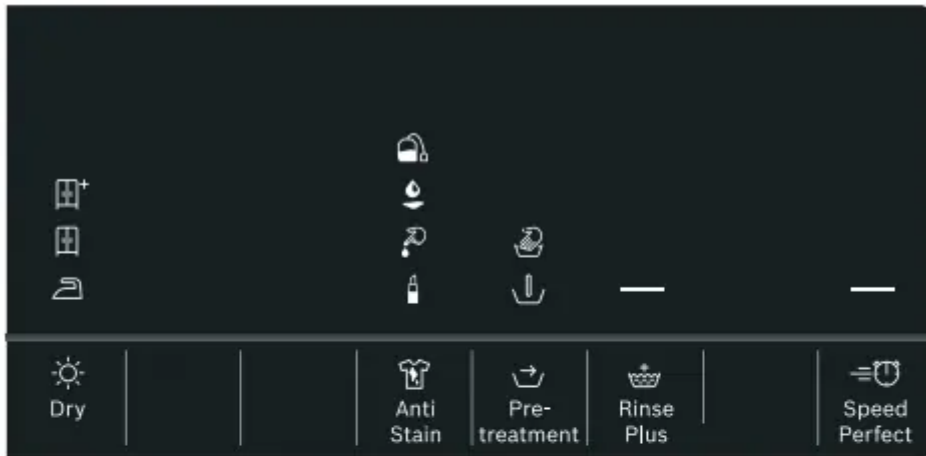 Dry
Anti
Stain
Pre-
treatment
Rinse
Plus
Speed
Perfect